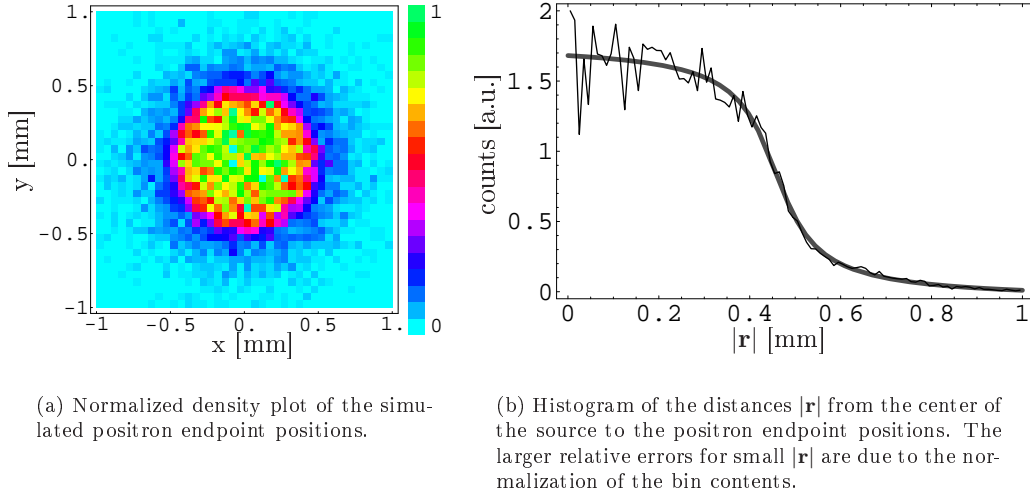 1.
0.5
0.
-0.5
-1
y [mm]
-1 -0.5 0. 0.5 1.
x [mm]
1
0
2
1.5
1
0.5
0
counts [a.u.]
0 0.2 0.4 0.6 0.8 1
|r| [mm]
(a) Normalized density plot of the simu-
lated positron endpoint positions.
(b) Histogram of the distances |r| from the center of
the source to the positron endpoint positions. The
larger relative errors for small |r| are due to the nor-
malization of the bin contents.